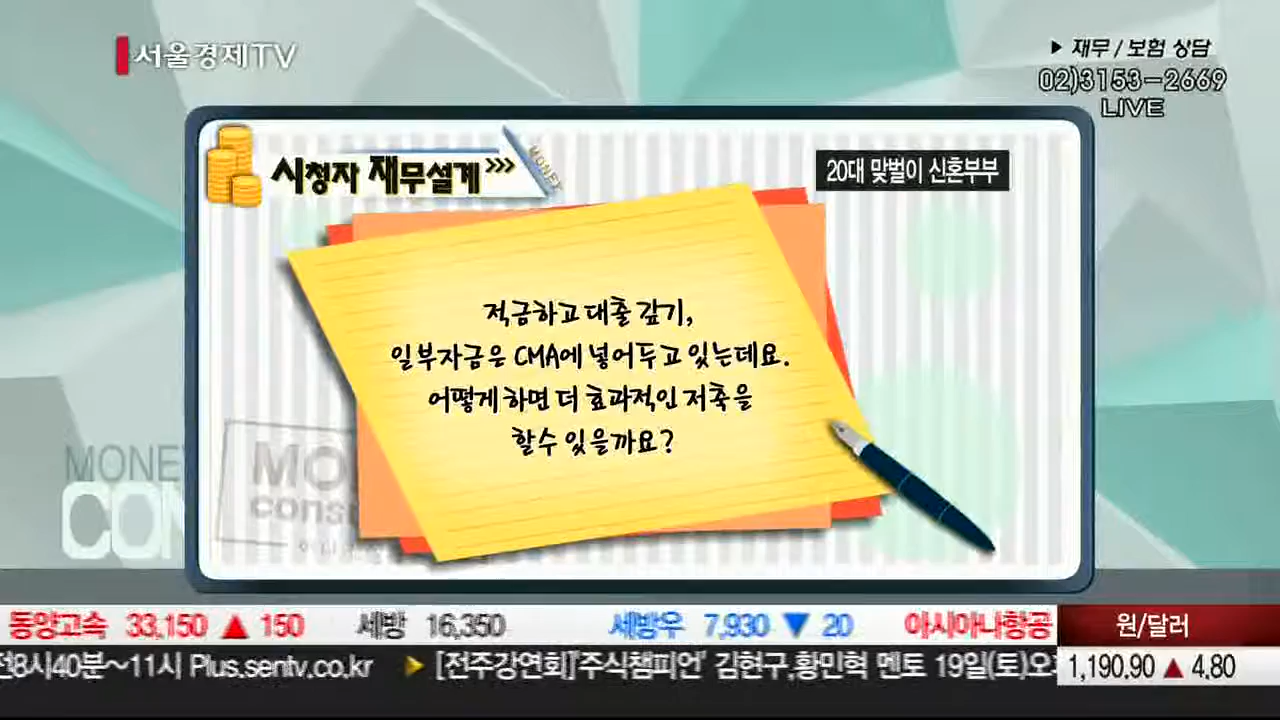 서울경제TV
▶ 재무/보험 상담
02)3153-2669
LIVE
시청자 재무설계 >>>
MONEY
20대 맞벌이 신혼부부
적금하고 대출 갚기,
일부자금은 CMA에 넣어두고 있는데요.
어떻게 하면 더 효과적인 저축을
할수 있을까요?
MONEY
CON
MO
cons
동양고속 33,150 ▲ 150 세방 16,350 세방우 7,930 ▼ 20 아시아나항공
원/달러
전8시40분~11시 Plus.sentv.co.kr ▶ [전주강연회]'주식챔피언' 김현구,황민혁 멘토 19일(토)오
1,190.90 ▲ 4.80